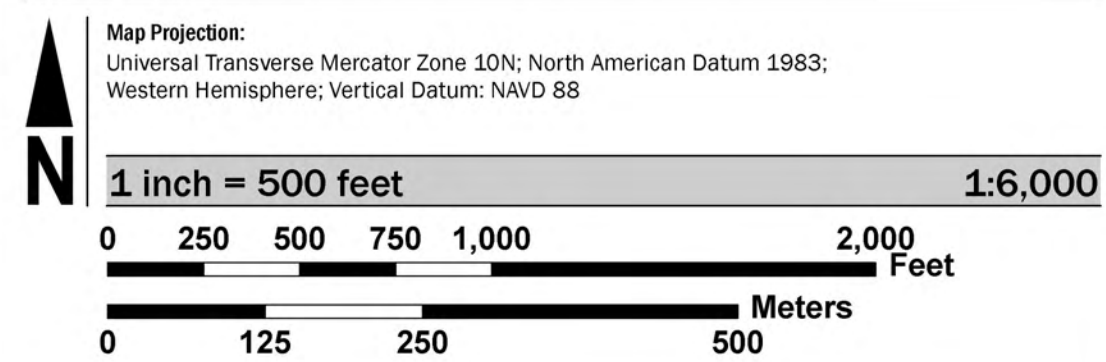 Map Projection:
Universal Transverse Mercator Zone 10N; North American Datum 1983;
Western Hemisphere; Vertical Datum: NAVD 88
N
1 inch = 500 feet 1:6,000
0 250 500 750 1,000 2,000
Feet
Meters
0 125 250 500